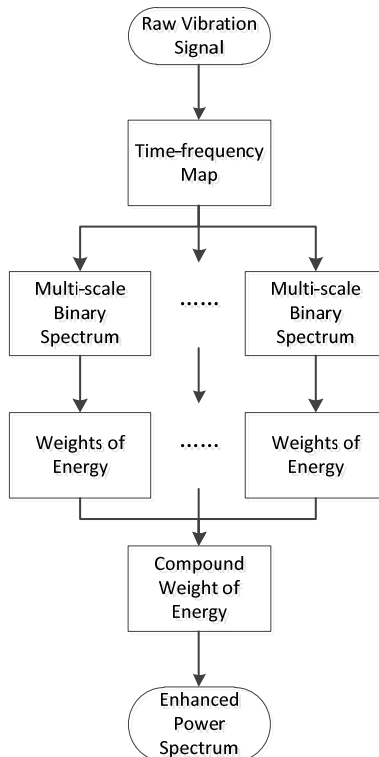 Raw Vibration
Signal
Time-frequency
Map
Multi-scale
Binary
Spectrum
......
Multi-scale
Binary
Spectrum
Weights of
Energy
......
Weights of
Energy
Compound
Weight of
Energy
Enhanced
Power
Spectrum